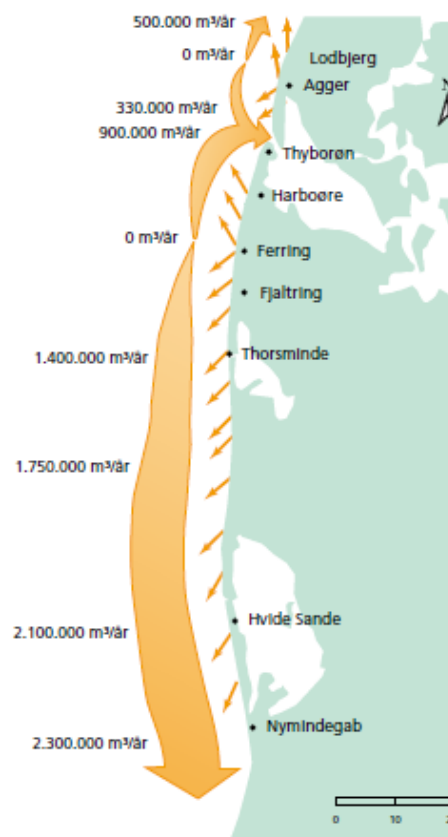 500.000 m³/år
0 m³/år
Lodbjerg
Agger
N
330.000 m³/år
900.000 m³/år
Thyborøn
Harboøre
0 m³/år
Ferring
Fjaltring
1.400.000 m³/år
Thorsminde
1.750.000 m³/år
2.100.000 m³/år
Hvide Sande
Nymindegab
2.300.000 m³/år
0 10